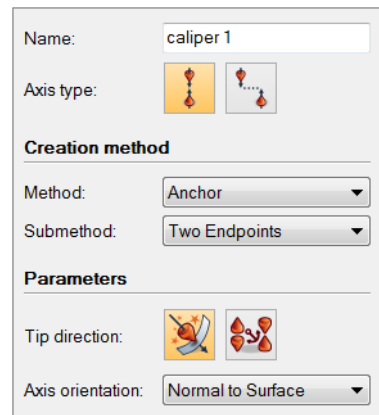 Name: caliper 1
Axis type:
Creation method
Method: Anchor
Submethod: Two Endpoints
Parameters
Tip direction:
Axis orientation: Normal to Surface